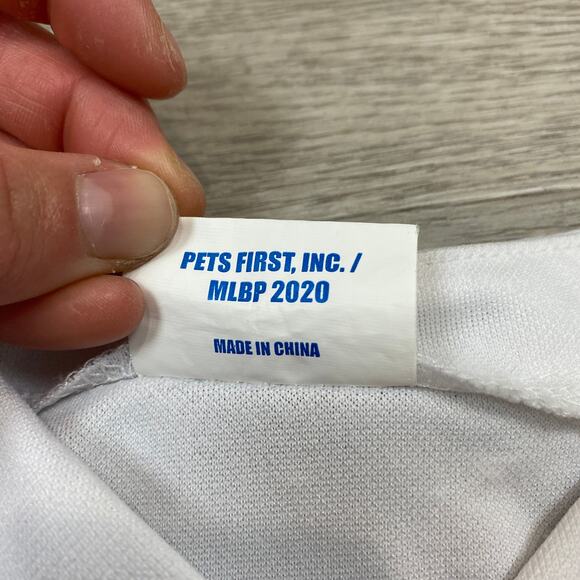 PETS FIRST, INC. /
MLBP 2020
MADE IN CHINA